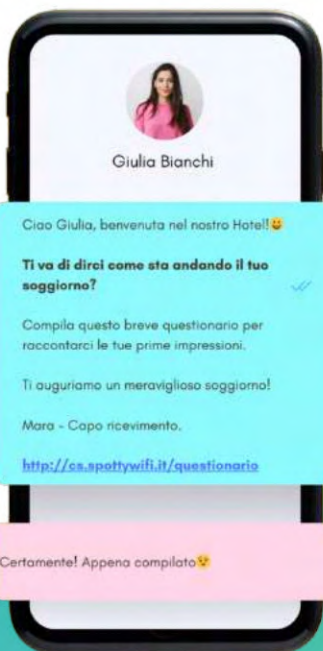 Giulia Bianchi
Ciao Giulia, benvenuta nel nostro Hotel!😃
Ti va di dirci come sta andando il tuo
soggiorno?
Compila questo breve questionario per
raccontarci le tue prime impressioni.
Ti auguriamo un meraviglioso soggiorno!
Mara - Capo ricevimento.
http://cs.spottywifi.it/questionario
Certamente! Appena compilato😉